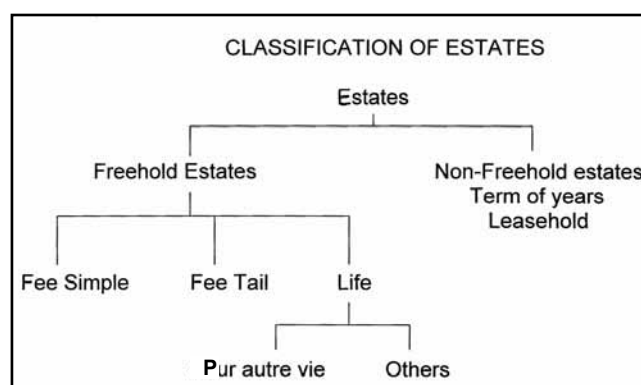 CLASSIFICATION OF ESTATES
Estates
Freehold Estates
Non-Freehold estates
Term of years
Leasehold
Fee Simple
Fee Tail
Life
Pur autre vie
Others